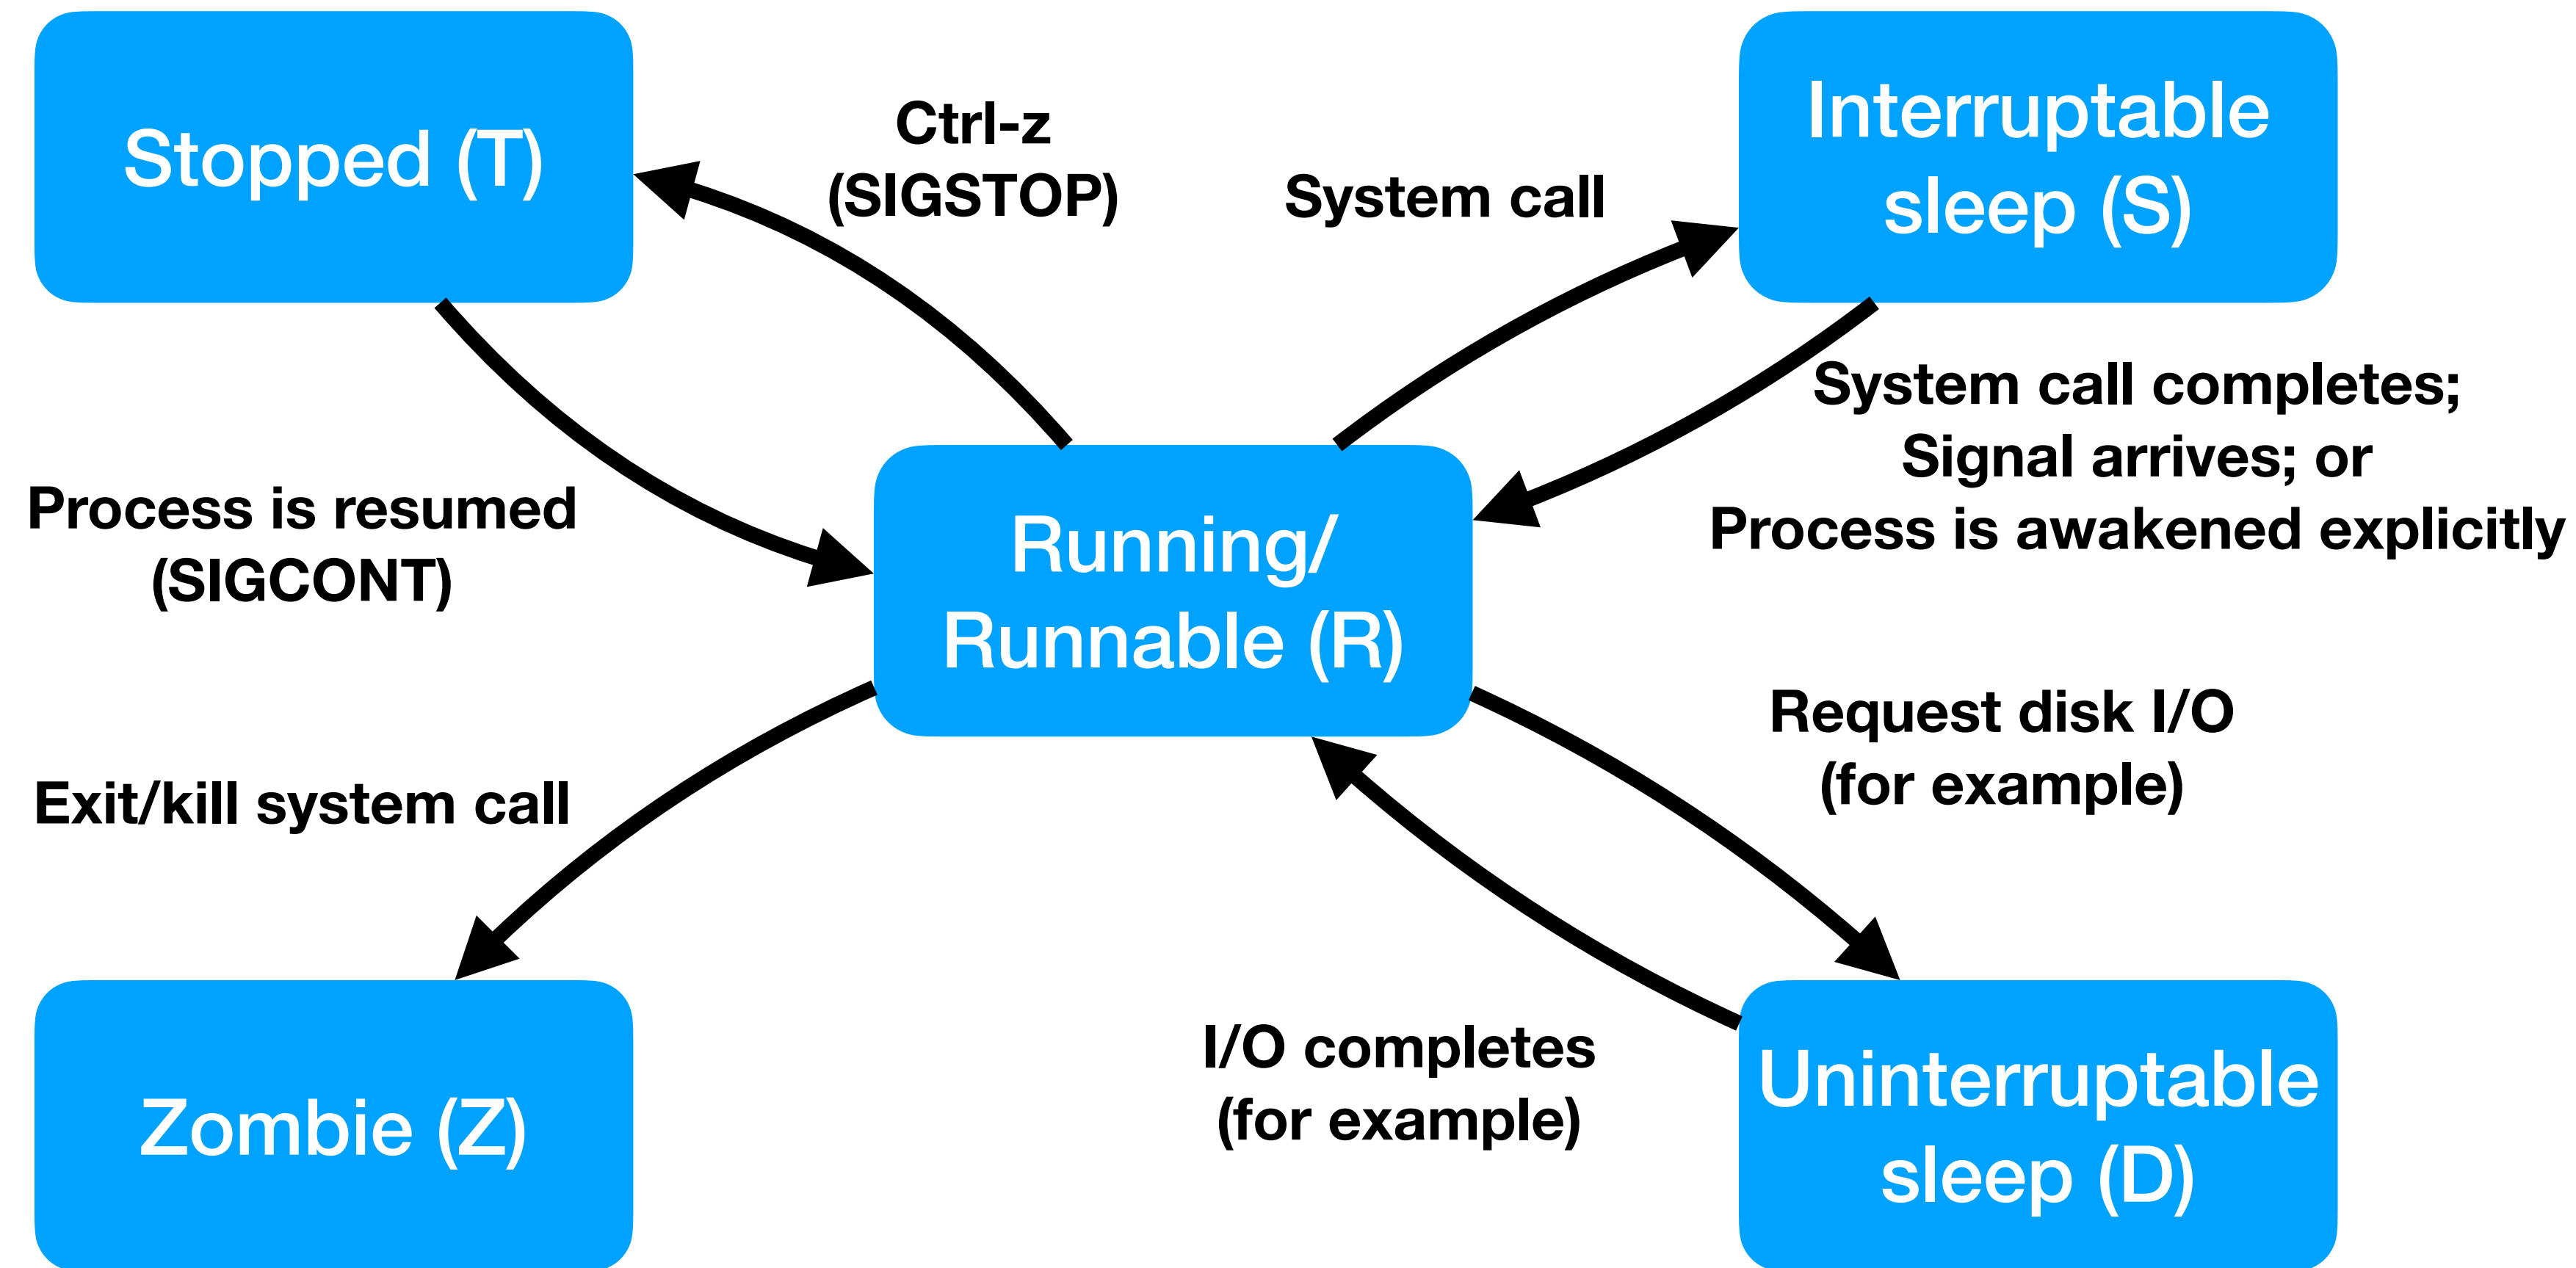 Stopped (T)
Ctrl-z
(SIGSTOP)
System call
Interruptable
sleep (S)
Process is resumed
(SIGCONT)
Running/
Runnable (R)
System call completes;
Signal arrives; or
Process is awakened explicitly
Exit/kill system call
Request disk I/O
(for example)
Zombie (Z)
I/O completes
(for example)
Uninterruptable
sleep (D)